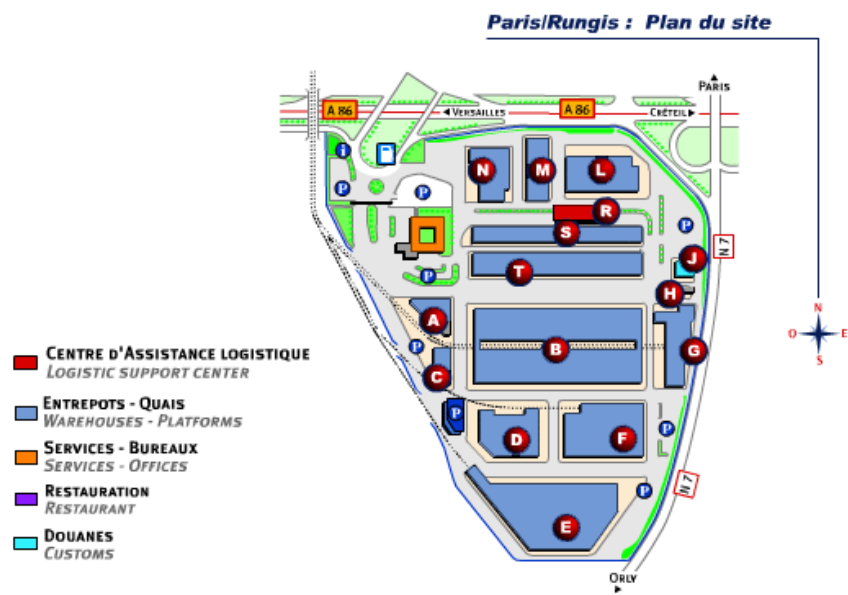 Paris/Rungis : Plan du site
PARIS
A 86
VERSAILLES
A 86
CRÉTEIL
i
P
P
N
M
L
R
P
S
N 7
J
T
P
H
N
O
E
S
A
P
B
G
C
P
D
F
P
N 7
P
E
ORLY
CENTRE D'ASSISTANCE LOGISTIQUE
LOGISTIC SUPPORT CENTER
ENTREPOTS - QUAIS
WAREHOUSES - PLATFORMS
SERVICES - BUREAUX
SERVICES - OFFICES
RESTAURATION
RESTAURANT
DOUANES
CUSTOMS